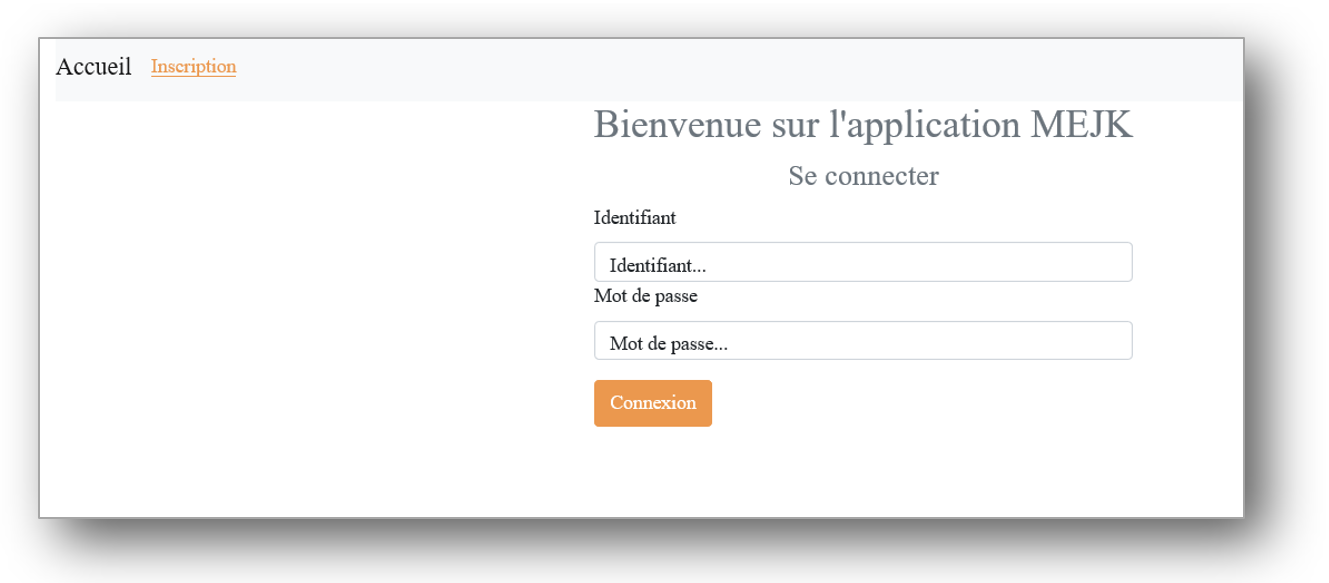 Accueil Inscription
Bienvenue sur l'application MEJK
Se connecter
Identifiant
Identifiant...
Mot de passe
Mot de passe...
Connexion